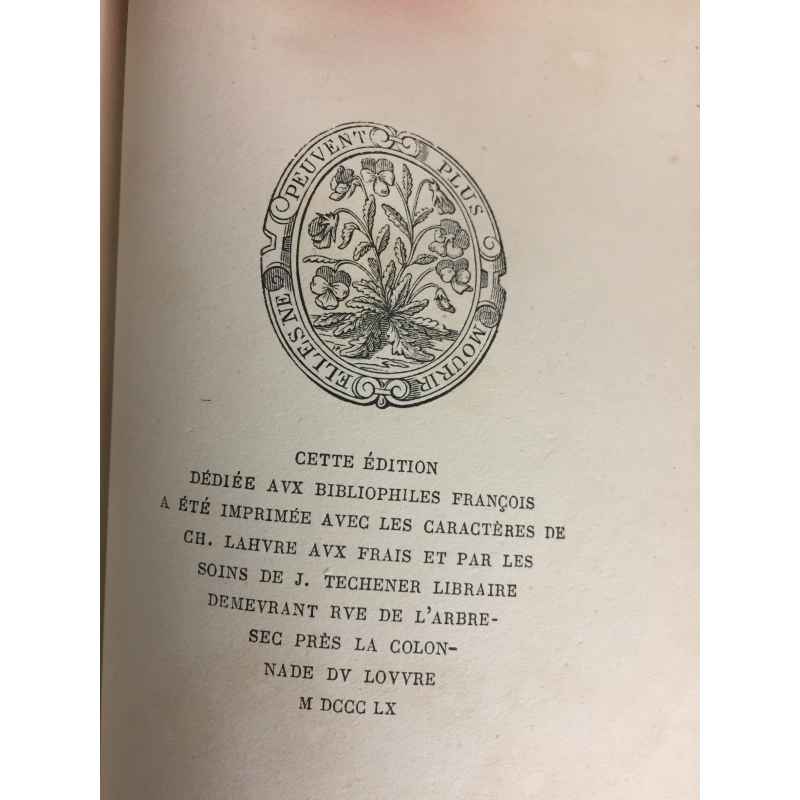 ELLES NE PEUVENT PLUS MOURIR
CETTE ÉDITION
DÉDIÉE AVX BIBLIOPHILES FRANÇOIS
A ÉTÉ IMPRIMÉE AVEC LES CARACTÈRES DE
CH. LAHVRE AVX FRAIS ET PAR LES
SOINS DE J. TECHENER LIBRAIRE
DEMEVRANT RVE DE L'ARBRE-
SEC PRÈS LA COLON-
NADE DV LOVVRE
M DCCC LX